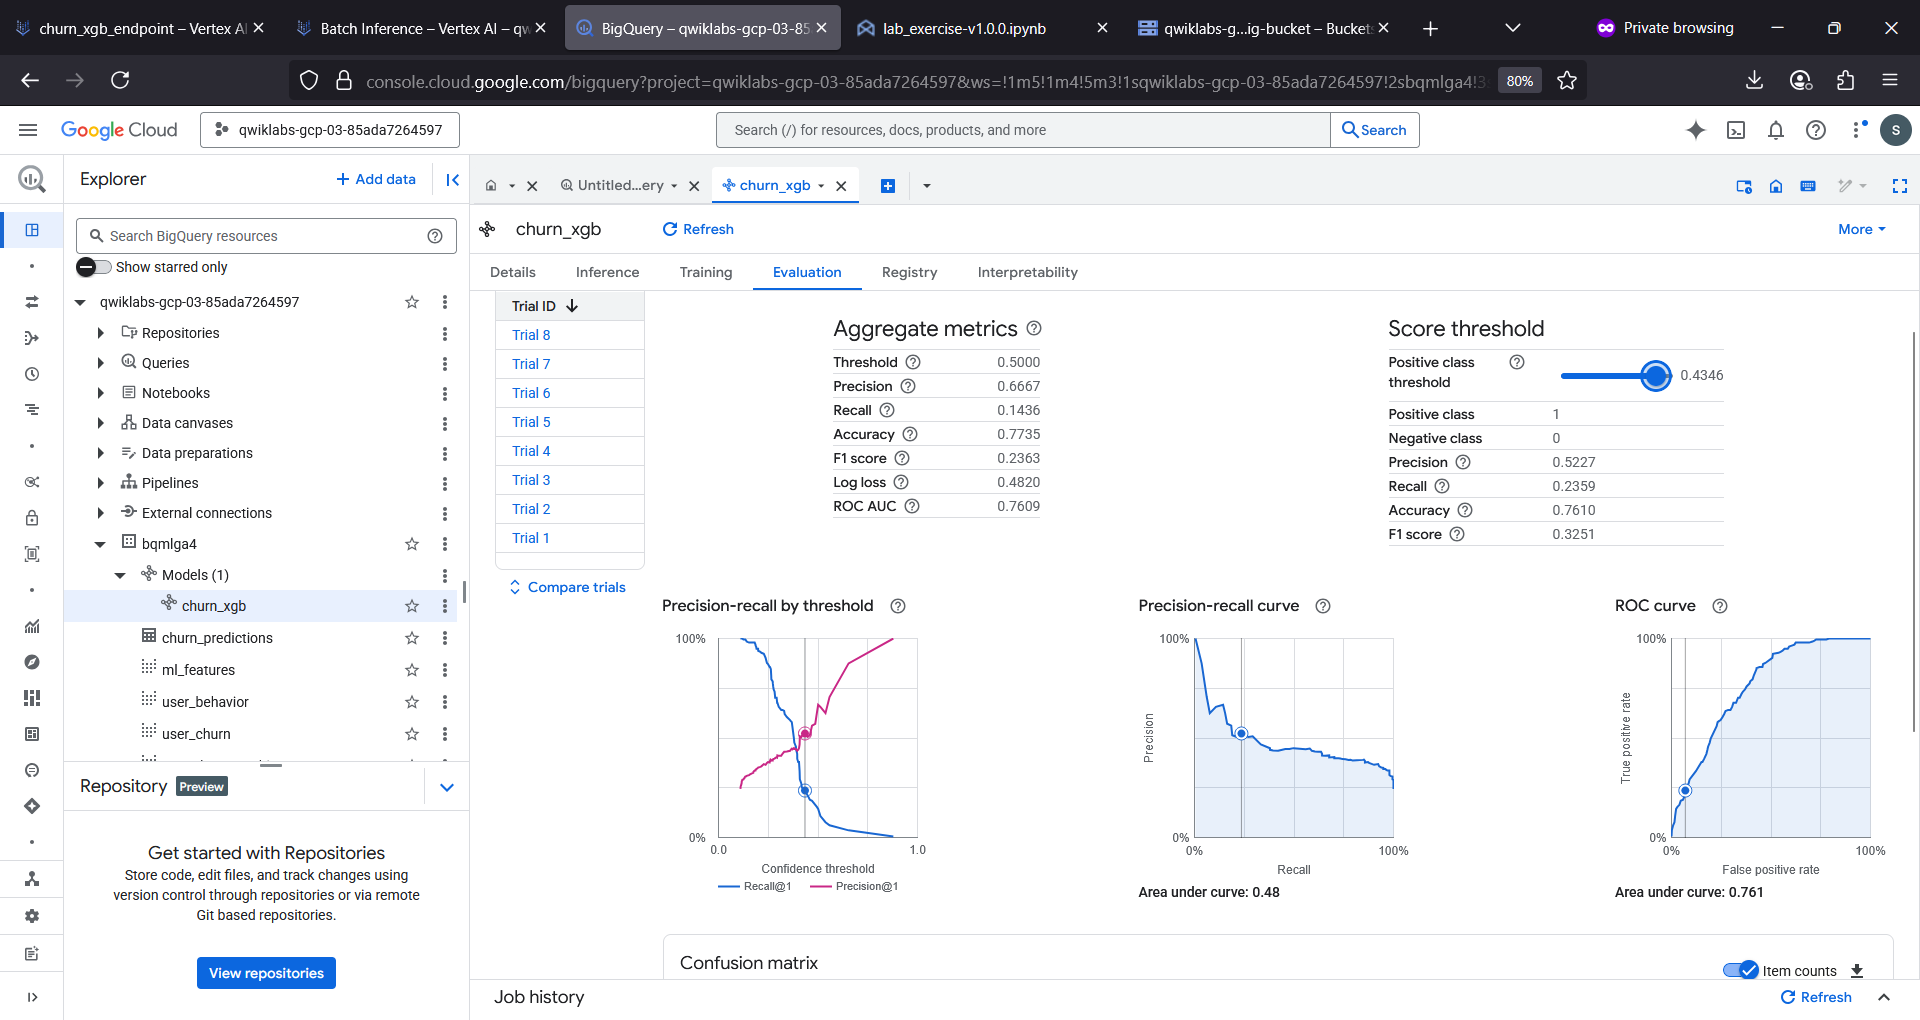 churn_xgb_endpoint – Vertex AI
Batch Inference – Vertex AI – qw
BigQuery – qwiklabs-gcp-03-85
lab_exercise-v1.0.0.ipynb
qwiklabs-g...ig-bucket – Bucket
Private browsing
console.cloud.google.com/bigquery?project=qwiklabs-gcp-03-85ada7264597&ws=!1m5!1m4!5m3!1sqwiklabs-gcp-03-85ada7264597!2sbqmlga4!3
80%
Google Cloud
qwiklabs-gcp-03-85ada7264597
Search (/) for resources, docs, products, and more
Search
S
Explorer
+ Add data
Search BigQuery resources
Show starred only
qwiklabs-gcp-03-85ada7264597
Repositories
Queries
Notebooks
Data canvases
Data preparations
Pipelines
External connections
bqmlga4
Models (1)
churn_xgb
churn_predictions
ml_features
user_behavior
user_churn
Repository Preview
Get started with Repositories
Store code, edit files, and track changes using
version control through repositories or via remote
Git based repositories.
View repositories
Untitled...ery
churn_xgb
churn_xgb
Refresh
More
Details
Inference
Training
Evaluation
Registry
Interpretability
Trial ID
Trial 8
Trial 7
Trial 6
Trial 5
Trial 4
Trial 3
Trial 2
Trial 1
Compare trials
Aggregate metrics
Threshold 0.5000
Precision 0.6667
Recall 0.1436
Accuracy 0.7735
F1 score 0.2363
Log loss 0.4820
ROC AUC 0.7609
Score threshold
Positive class
threshold
0.4346
Positive class 1
Negative class 0
Precision 0.5227
Recall 0.2359
Accuracy 0.7610
F1 score 0.3251
Precision-recall by threshold
100%
0%
0.0
1.0
Confidence threshold
Recall@1
Precision@1
Precision-recall curve
100%
Precision
0%
0%
100%
Recall
Area under curve: 0.48
ROC curve
100%
True positive rate
0%
0%
100%
False positive rate
Area under curve: 0.761
Confusion matrix
Item counts
Job history
Refresh